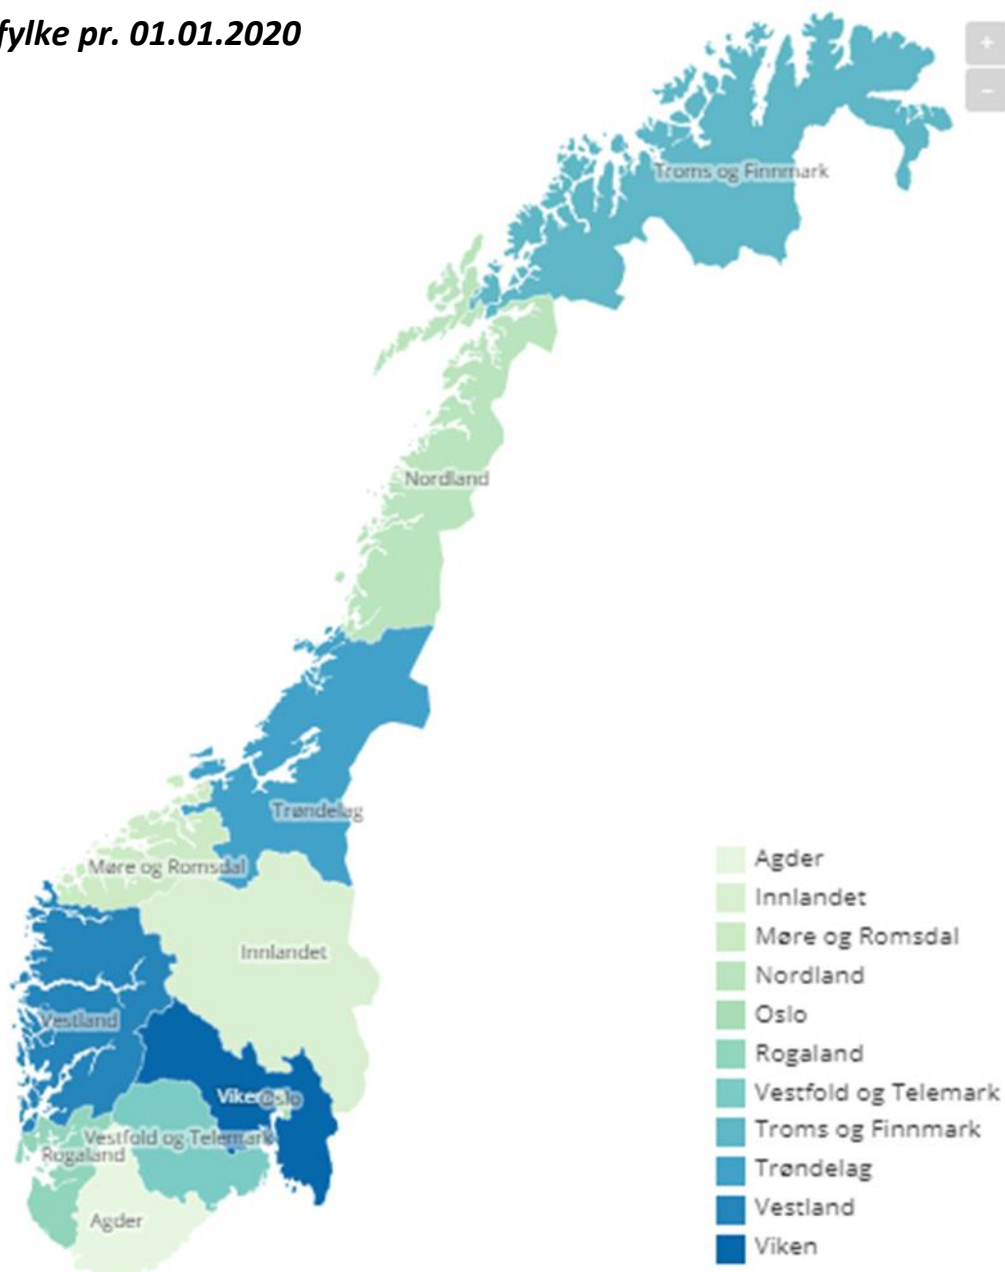 fylke pr. 01.01.2020
+
−
Troms og Finnmark
Nordland
Trøndelag
Møre og Romsdal
Innlandet
Vestland
Viken
Oslo
Vestfold og Telemark
Rogaland
Agder
Agder
Innlandet
Møre og Romsdal
Nordland
Oslo
Rogaland
Vestfold og Telemark
Troms og Finnmark
Trøndelag
Vestland
Viken